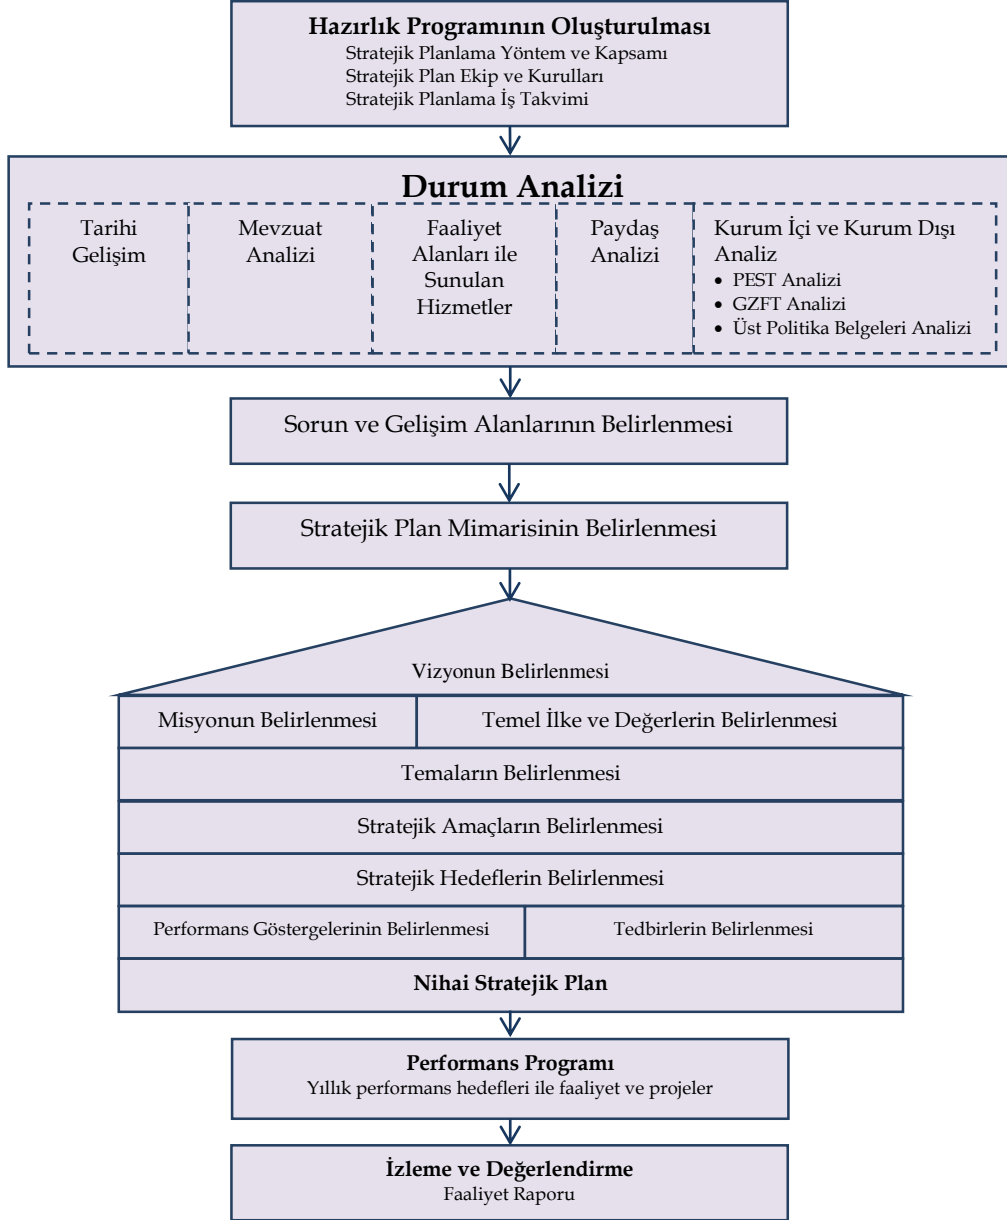 Hazırlık Programının Oluşturulması
Stratejik Planlama Yöntem ve Kapsamı
Stratejik Plan Ekip ve Kurulları
Stratejik Planlama İş Takvimi
Durum Analizi
Tarihi
Gelişim
Mevzuat
Analizi
Faaliyet
Alanları ile
Sunulan
Hizmetler
Paydaş
Analizi
Kurum İçi ve Kurum Dışı
Analiz
• PEST Analizi
• GZFT Analizi
• Üst Politika Belgeleri Analizi
Sorun ve Gelişim Alanlarının Belirlenmesi
Stratejik Plan Mimarisinin Belirlenmesi
Vizyonun Belirlenmesi
Misyonun Belirlenmesi
Temel İlke ve Değerlerin Belirlenmesi
Temaların Belirlenmesi
Stratejik Amaçların Belirlenmesi
Stratejik Hedeflerin Belirlenmesi
Performans Göstergelerinin Belirlenmesi
Tedbirlerin Belirlenmesi
Nihai Stratejik Plan
Performans Programı
Yıllık performans hedefleri ile faaliyet ve projeler
İzleme ve Değerlendirme
Faaliyet Raporu